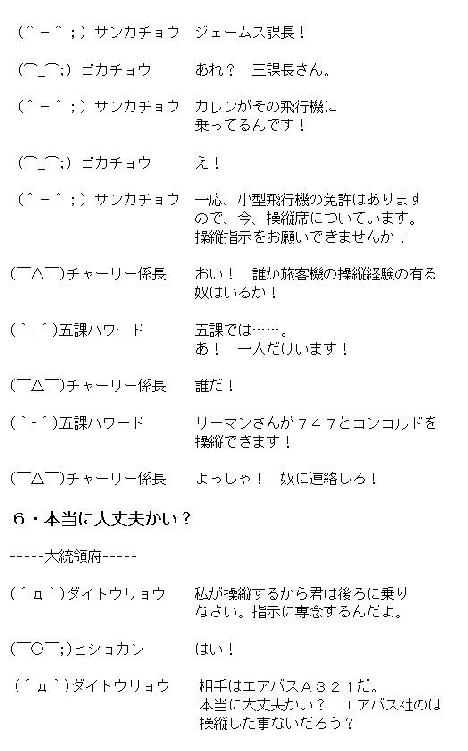 (＾－＾；)サンカチョウ　ジェームス課長！
(⌒_⌒;)ゴカチョウ　あれ？　三課長さん。
(＾－＾；)サンカチョウ　カレンがその飛行機に
乗ってるんです！
(⌒_⌒;)ゴカチョウ　え！
(＾－＾；)サンカチョウ　一応、小型飛行機の免許はあります
ので、今、操縦席についています。
操縦指示をお願いできませんか！
(￣△￣)チャーリー係長　おい！　誰か旅客機の操縦経験の有る
奴はいるか！
(＾-＾)五課ハワード　五課では……。
あ！　一人だけいます！
(￣△￣)チャーリー係長　誰だ！
(＾-＾)五課ハワード　リーマンさんが７４７とコンコルドを
操縦できます！
(￣△￣)チャーリー係長　よっしゃ！　奴に連絡しろ！
６・本当に大丈夫かい？
-----大統領府-----
(´д｀)ダイトウリョウ　私が操縦するから君は後ろに乗り
なさい。指示に専念するんだよ。
(￣○￣;)ヒショカン　はい！
(´д｀)ダイトウリョウ　相手はエアバスＡ３２１だ。
本当に大丈夫かい？　エアバス社のは
操縦した事ないだろう？